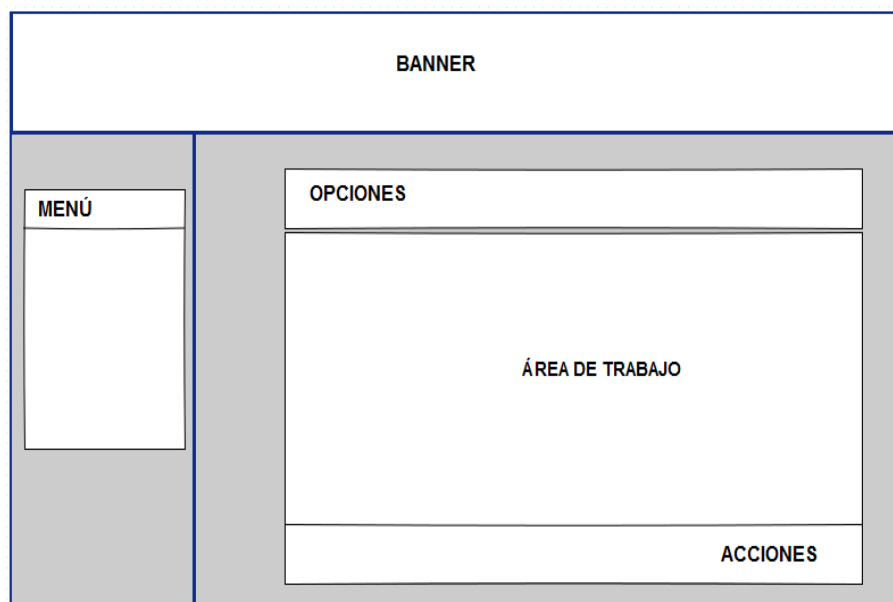 BANNER
MENÚ
OPCIONES
ÁREA DE TRABAJO
ACCIONES